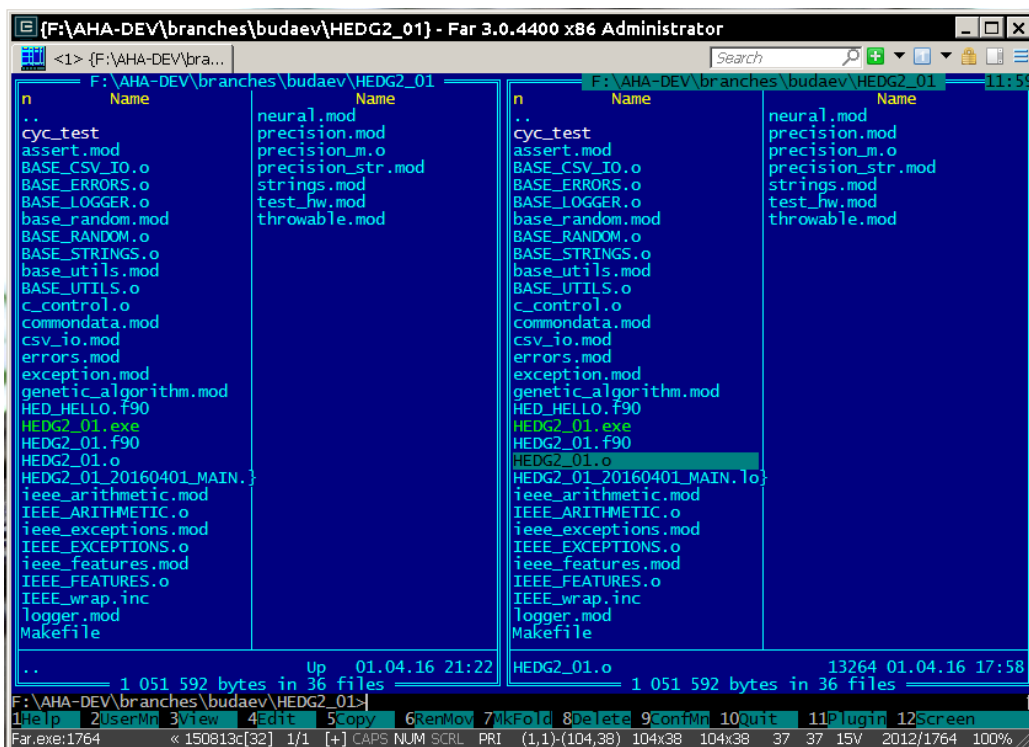 {F:\AHA-DEV\branches\budaev\HEDG2_01} - Far 3.0.4400 x86 Administrator
<1> {F:\AHA-DEV\bra... Search
F:\AHA-DEV\branches\budaev\HEDG2_01 F:\AHA-DEV\branches\budaev\HEDG2_01 11:5
n Name Name n Name Name
.. neural.mod .. neural.mod
cyc_test precision.mod cyc_test precision.mod
assert.mod precision_m.o assert.mod precision_m.o
BASE_CSV_IO.o precision_str.mod BASE_CSV_IO.o precision_str.mod
BASE_ERRORS.o strings.mod BASE_ERRORS.o strings.mod
BASE_LOGGER.o test_hw.mod BASE_LOGGER.o test_hw.mod
base_random.mod throwable.mod base_random.mod throwable.mod
BASE_RANDOM.o BASE_RANDOM.o
BASE_STRINGS.o BASE_STRINGS.o
base_utils.mod base_utils.mod
BASE_UTILS.o BASE_UTILS.o
c_control.o c_control.o
commondata.mod commondata.mod
csv_io.mod csv_io.mod
errors.mod errors.mod
exception.mod exception.mod
genetic_algorithm.mod genetic_algorithm.mod
HED_HELLO.f90 HED_HELLO.f90
HEDG2_01.exe HEDG2_01.exe
HEDG2_01.f90 HEDG2_01.f90
HEDG2_01.o HEDG2_01.o
HEDG2_01_20160401_MAIN.} HEDG2_01_20160401_MAIN.lo}
ieee_arithmetic.mod ieee_arithmetic.mod
IEEE_ARITHMETIC.o IEEE_ARITHMETIC.o
ieee_exceptions.mod ieee_exceptions.mod
IEEE_EXCEPTIONS.o IEEE_EXCEPTIONS.o
ieee_features.mod ieee_features.mod
IEEE_FEATURES.o IEEE_FEATURES.o
IEEE_wrap.inc IEEE_wrap.inc
logger.mod logger.mod
Makefile Makefile
.. Up 01.04.16 21:22 HEDG2_01.o 13264 01.04.16 17:58
1 051 592 bytes in 36 files 1 051 592 bytes in 36 files
F:\AHA-DEV\branches\budaev\HEDG2_01>
1Help 2UserMn 3View 4Edit 5Copy 6RenMov 7MkFold 8Delete 9ConfMn 10Quit 11Plugin 12Screen
Far.exe:1764 « 150813c[32] 1/1 [+] CAPS NUM SCRL PRI (1,1)-(104,38) 104x38 104x38 37 37 15V 2012/1764 100%